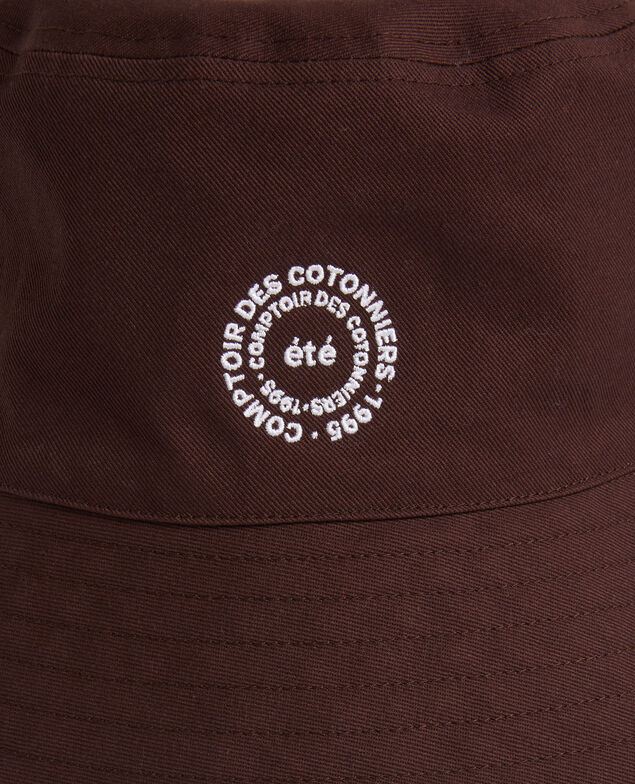 COMPTOIR DES COTONNIERS · 1995 ·
COMPTOIR DES COTONNIERS · 1995 ·
été